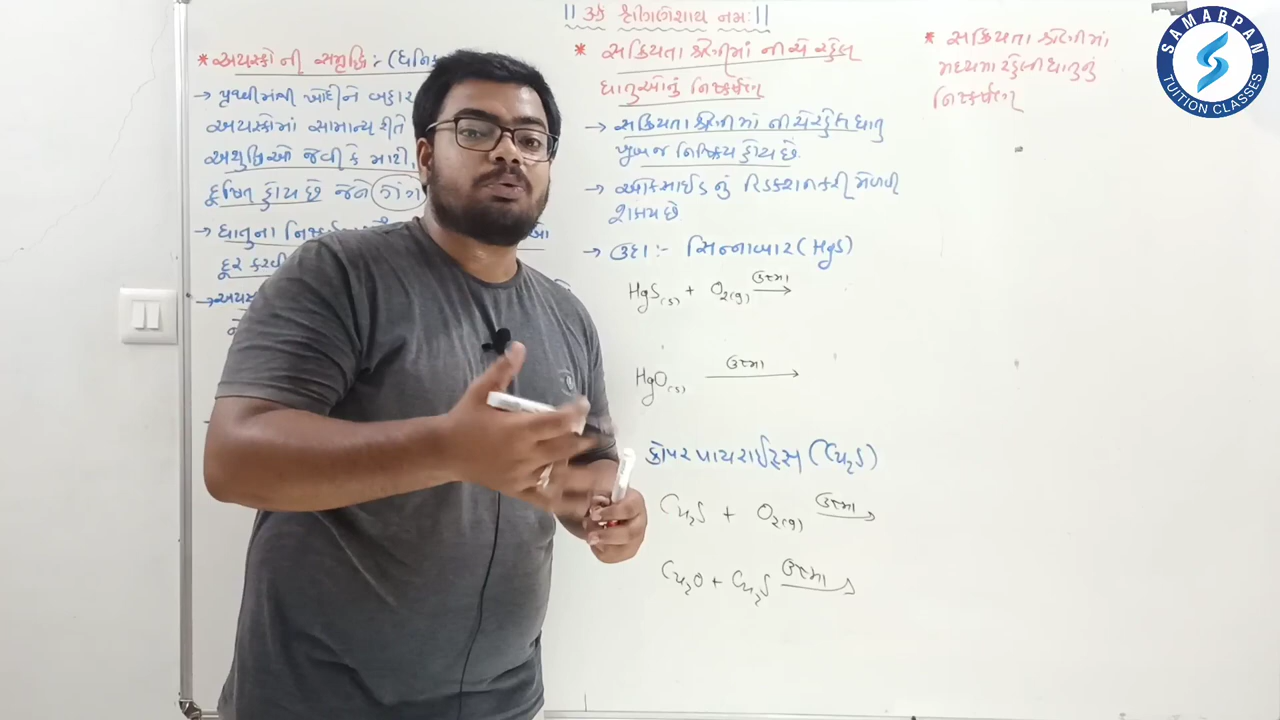 || ૐ શ્રી ગણેશાય નમઃ ||
* અયસ્કોની સમૃદ્ધિ :- (ધનિક
→ પૃથ્વીમાંથી ખોદીને બહાર
અયસ્કોમાં સામાન્ય રીતે
અશુદ્ધિઓ જેવી કે માટી,
દૂષિત હોય છે જેને ગેંગ
→ ધાતુના
દૂર કરવી
→ અયસ્ક
* સક્રિયતા શ્રેણીમાં નીચે રહેલ
ધાતુઓનું નિષ્કર્ષણ
→ સક્રિયતા શ્રેણીમાં નીચે રહેલ ધાતુ
ખૂબ જ નિષ્ક્રિય હોય છે.
→ ઓક્સાઈડનું રિડક્શન કરી મેળવી
શકાય છે
→ ઉદા :- સિન્નાબાર (HgS)
HgS(s) + O2(g) ઉષ્મા →
HgO(s) ઉષ્મા →
કોપર પાયરાઈટ્સ (Cu2S)
Cu2S + O2(g) ઉષ્મા →
Cu2O + Cu2S ઉષ્મા →
* સક્રિયતા શ્રેણીમાં
મધ્યમાં રહેલી ધાતુનું
નિષ્કર્ષણ
SAMARPAN
TUITION CLASSES